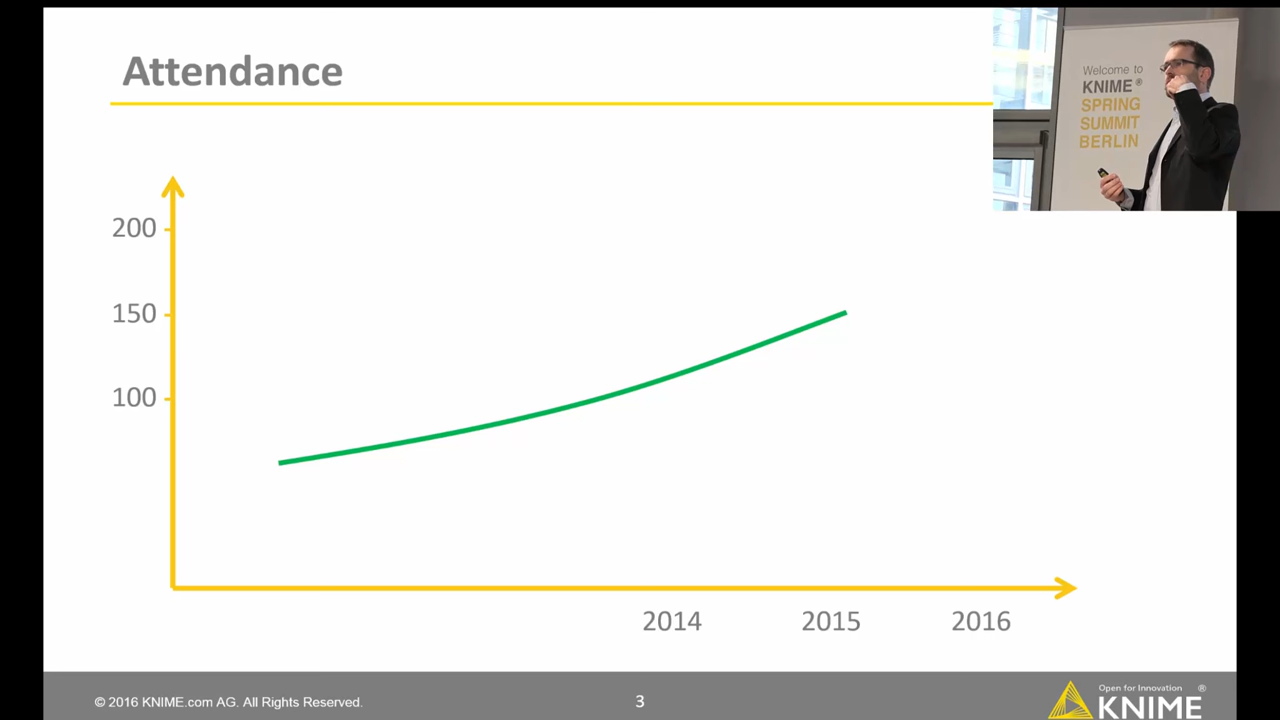 Attendance
Welcome to
KNIME ®
SPRING
SUMMIT
BERLIN
200
150
100
2014 2015 2016
© 2016 KNIME.com AG. All Rights Reserved.
3
Open for Innovation ®
KNIME